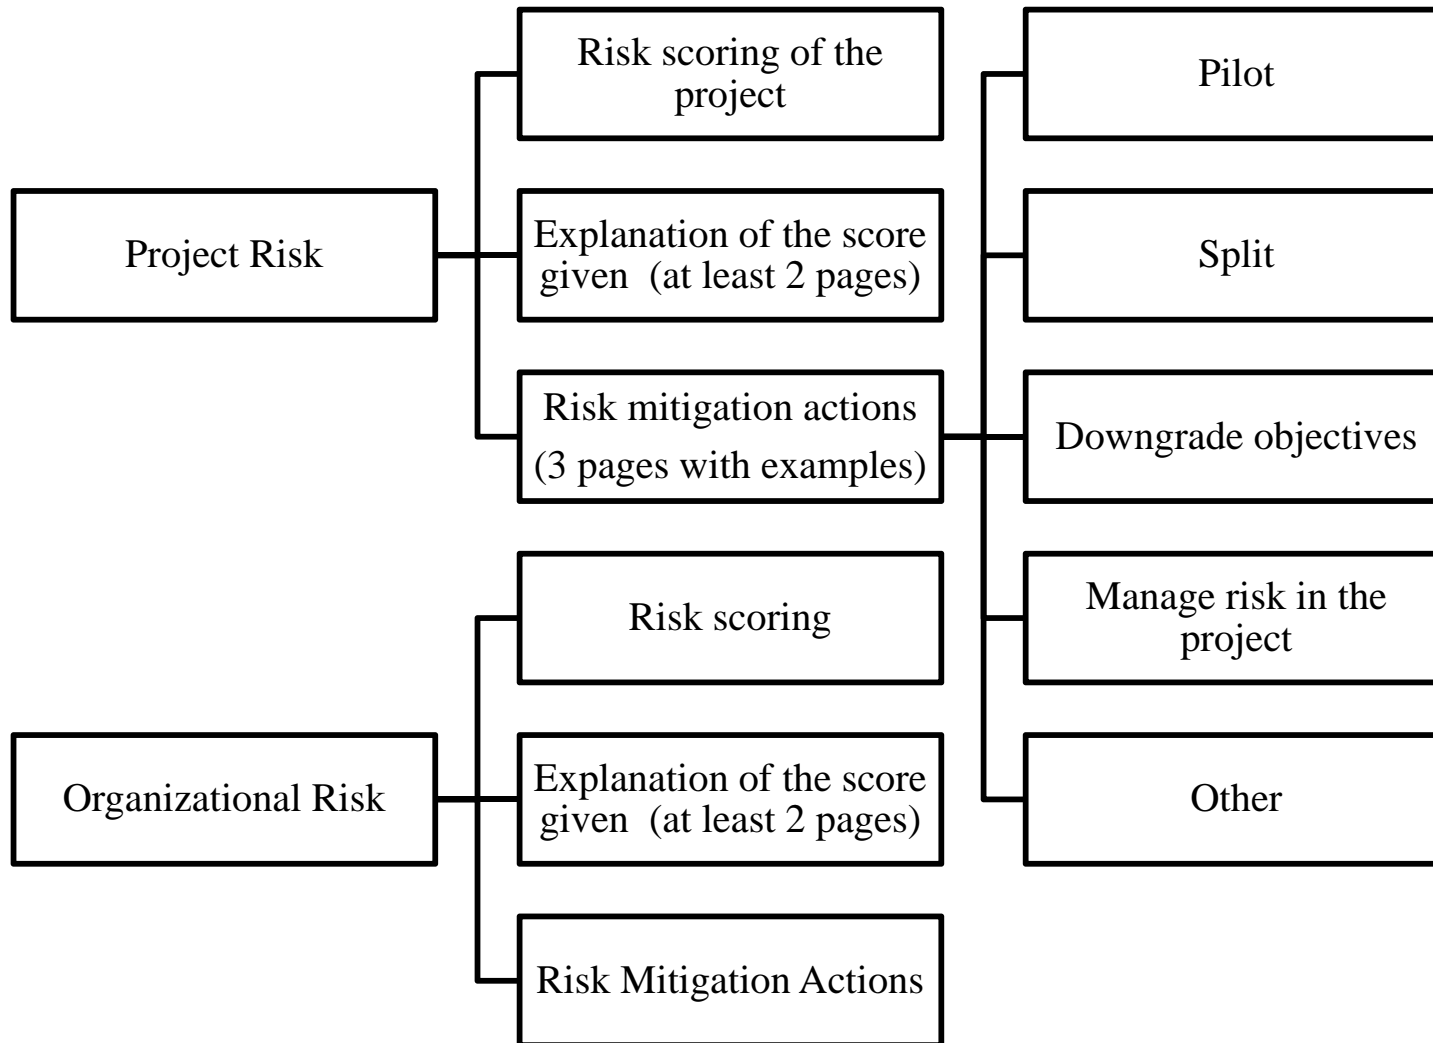 Project Risk
Risk scoring of the
project
Explanation of the score
given  (at least 2 pages)
Risk mitigation actions
(3 pages with examples)
Pilot
Split
Downgrade objectives
Manage risk in the
project
Other
Organizational Risk
Risk scoring
Explanation of the score
given  (at least 2 pages)
Risk Mitigation Actions